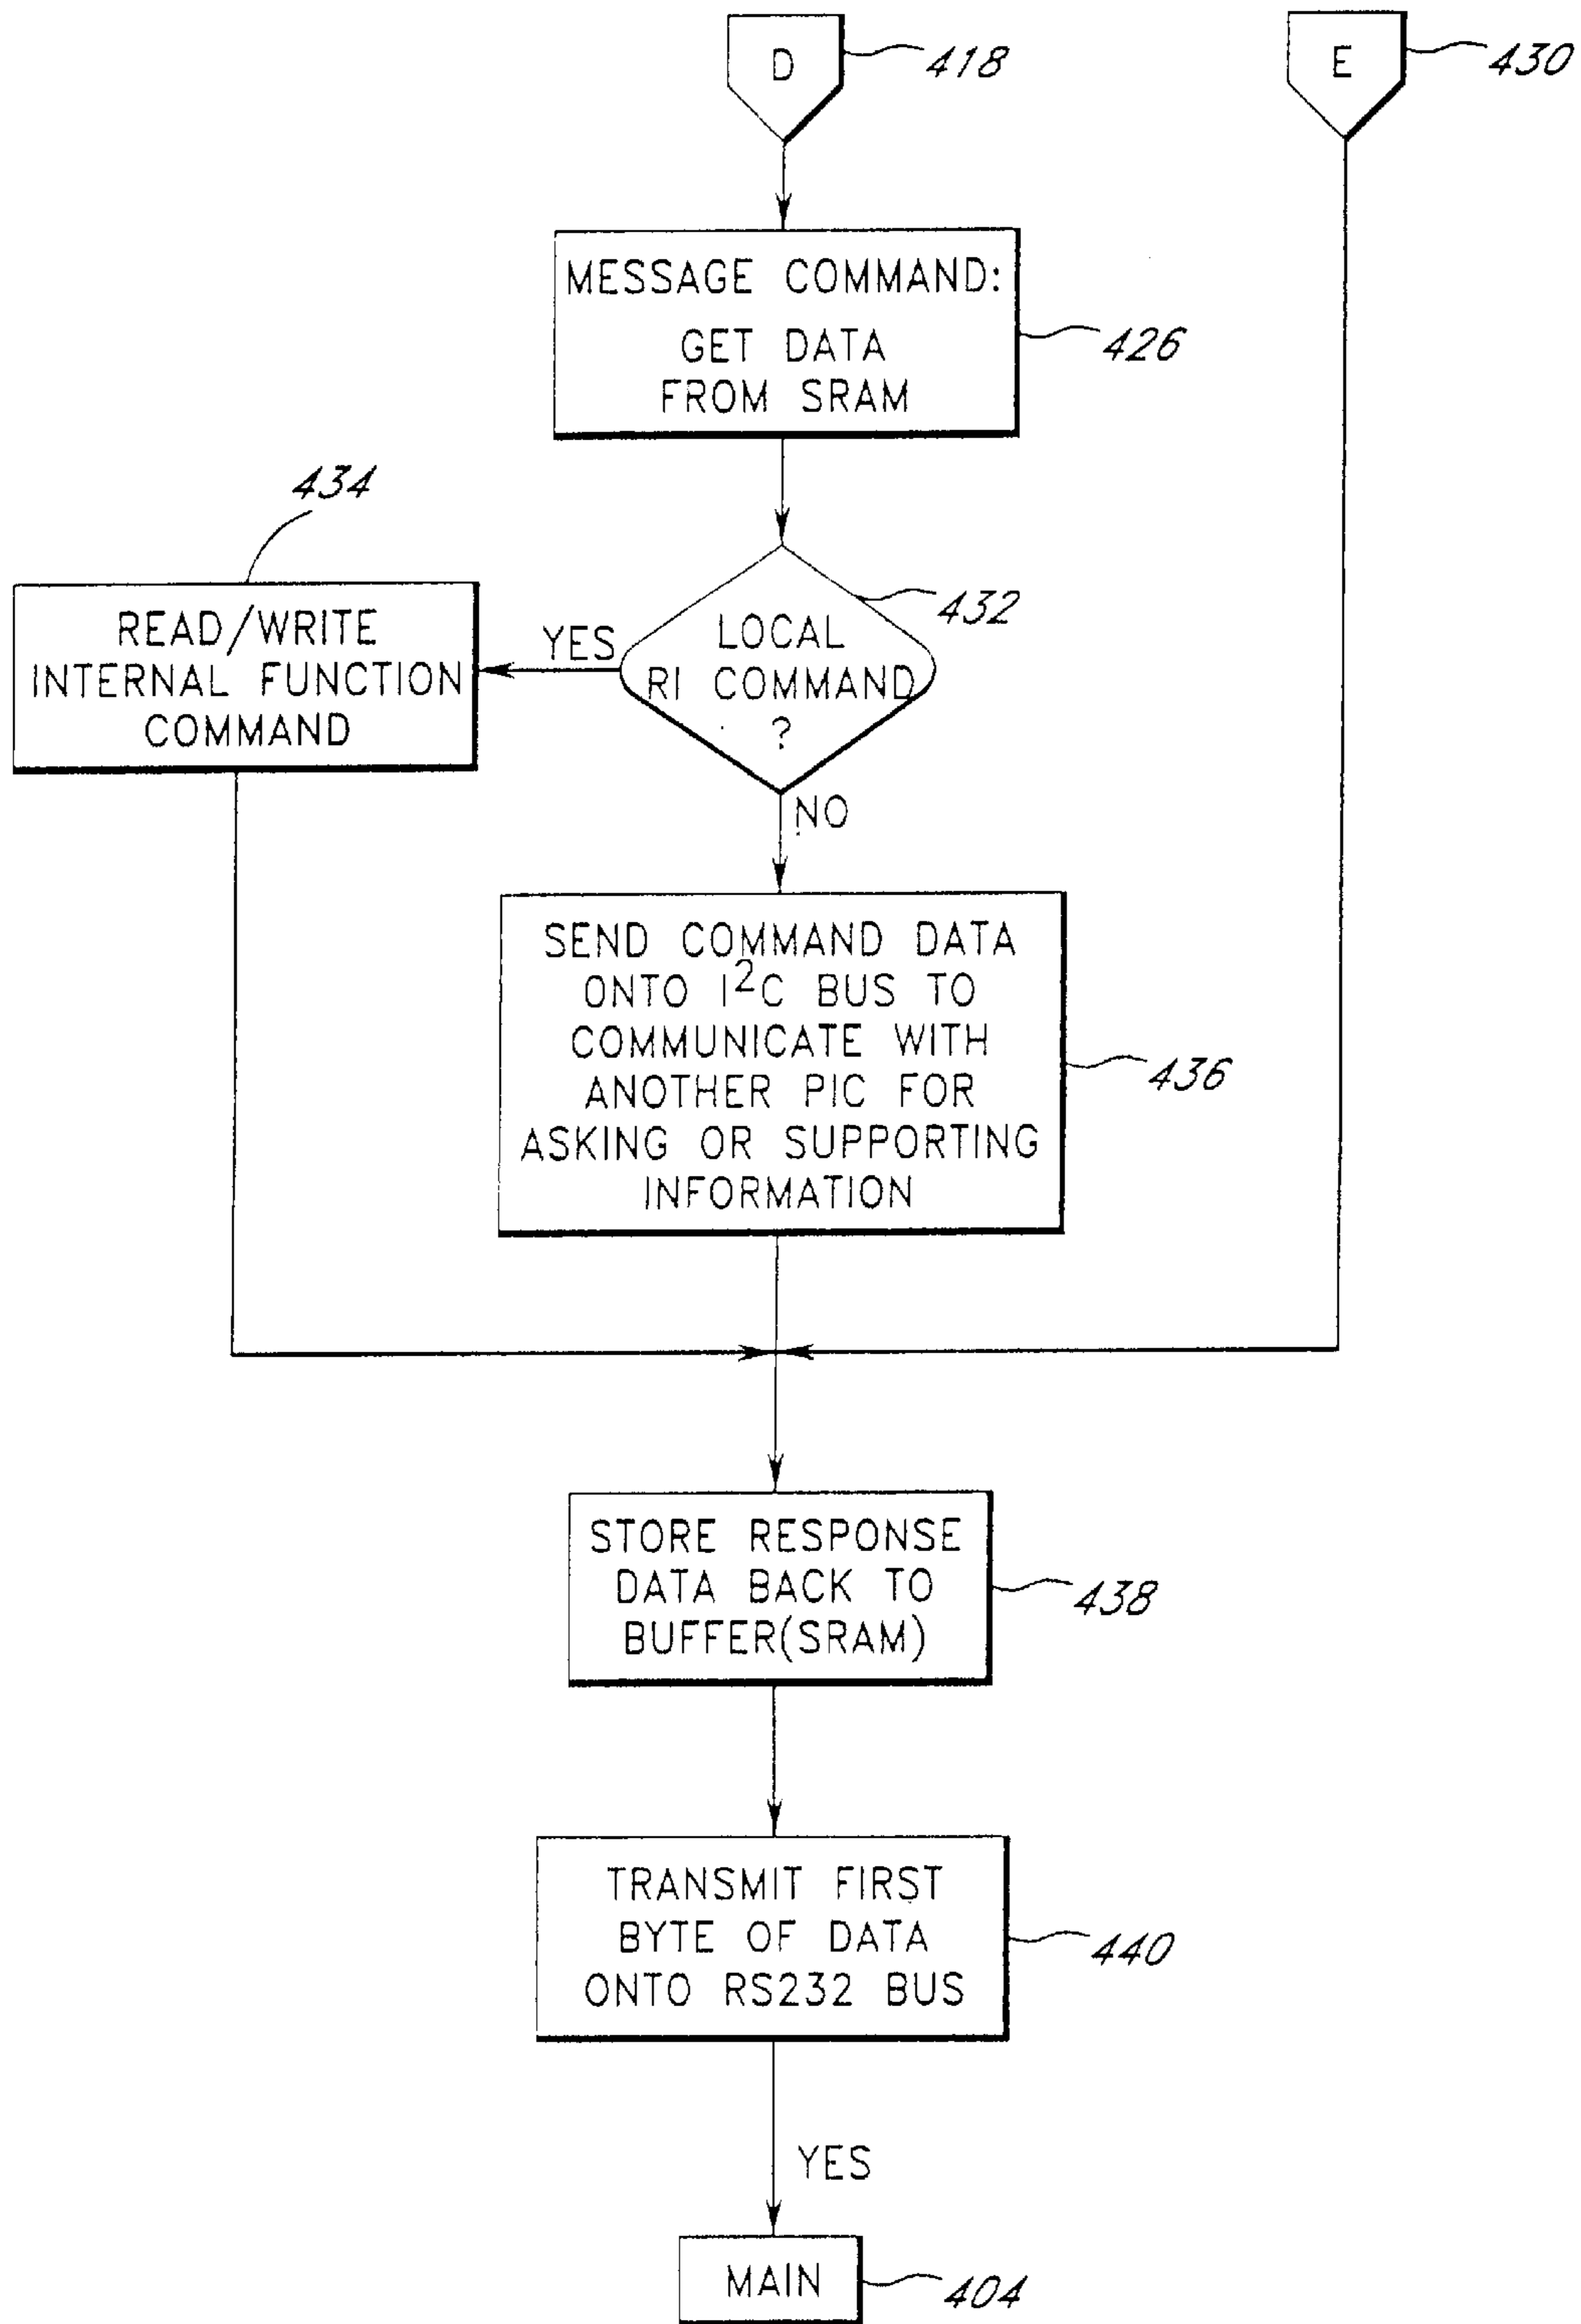 D
418
E
430
MESSAGE COMMAND:
GET DATA
FROM SRAM
426
434
READ/WRITE
INTERNAL FUNCTION
COMMAND
YES
LOCAL
RI COMMAND
?
432
NO
SEND COMMAND DATA
ONTO I²C BUS TO
COMMUNICATE WITH
ANOTHER PIC FOR
ASKING OR SUPPORTING
INFORMATION
436
STORE RESPONSE
DATA BACK TO
BUFFER(SRAM)
438
TRANSMIT FIRST
BYTE OF DATA
ONTO RS232 BUS
440
YES
MAIN
404